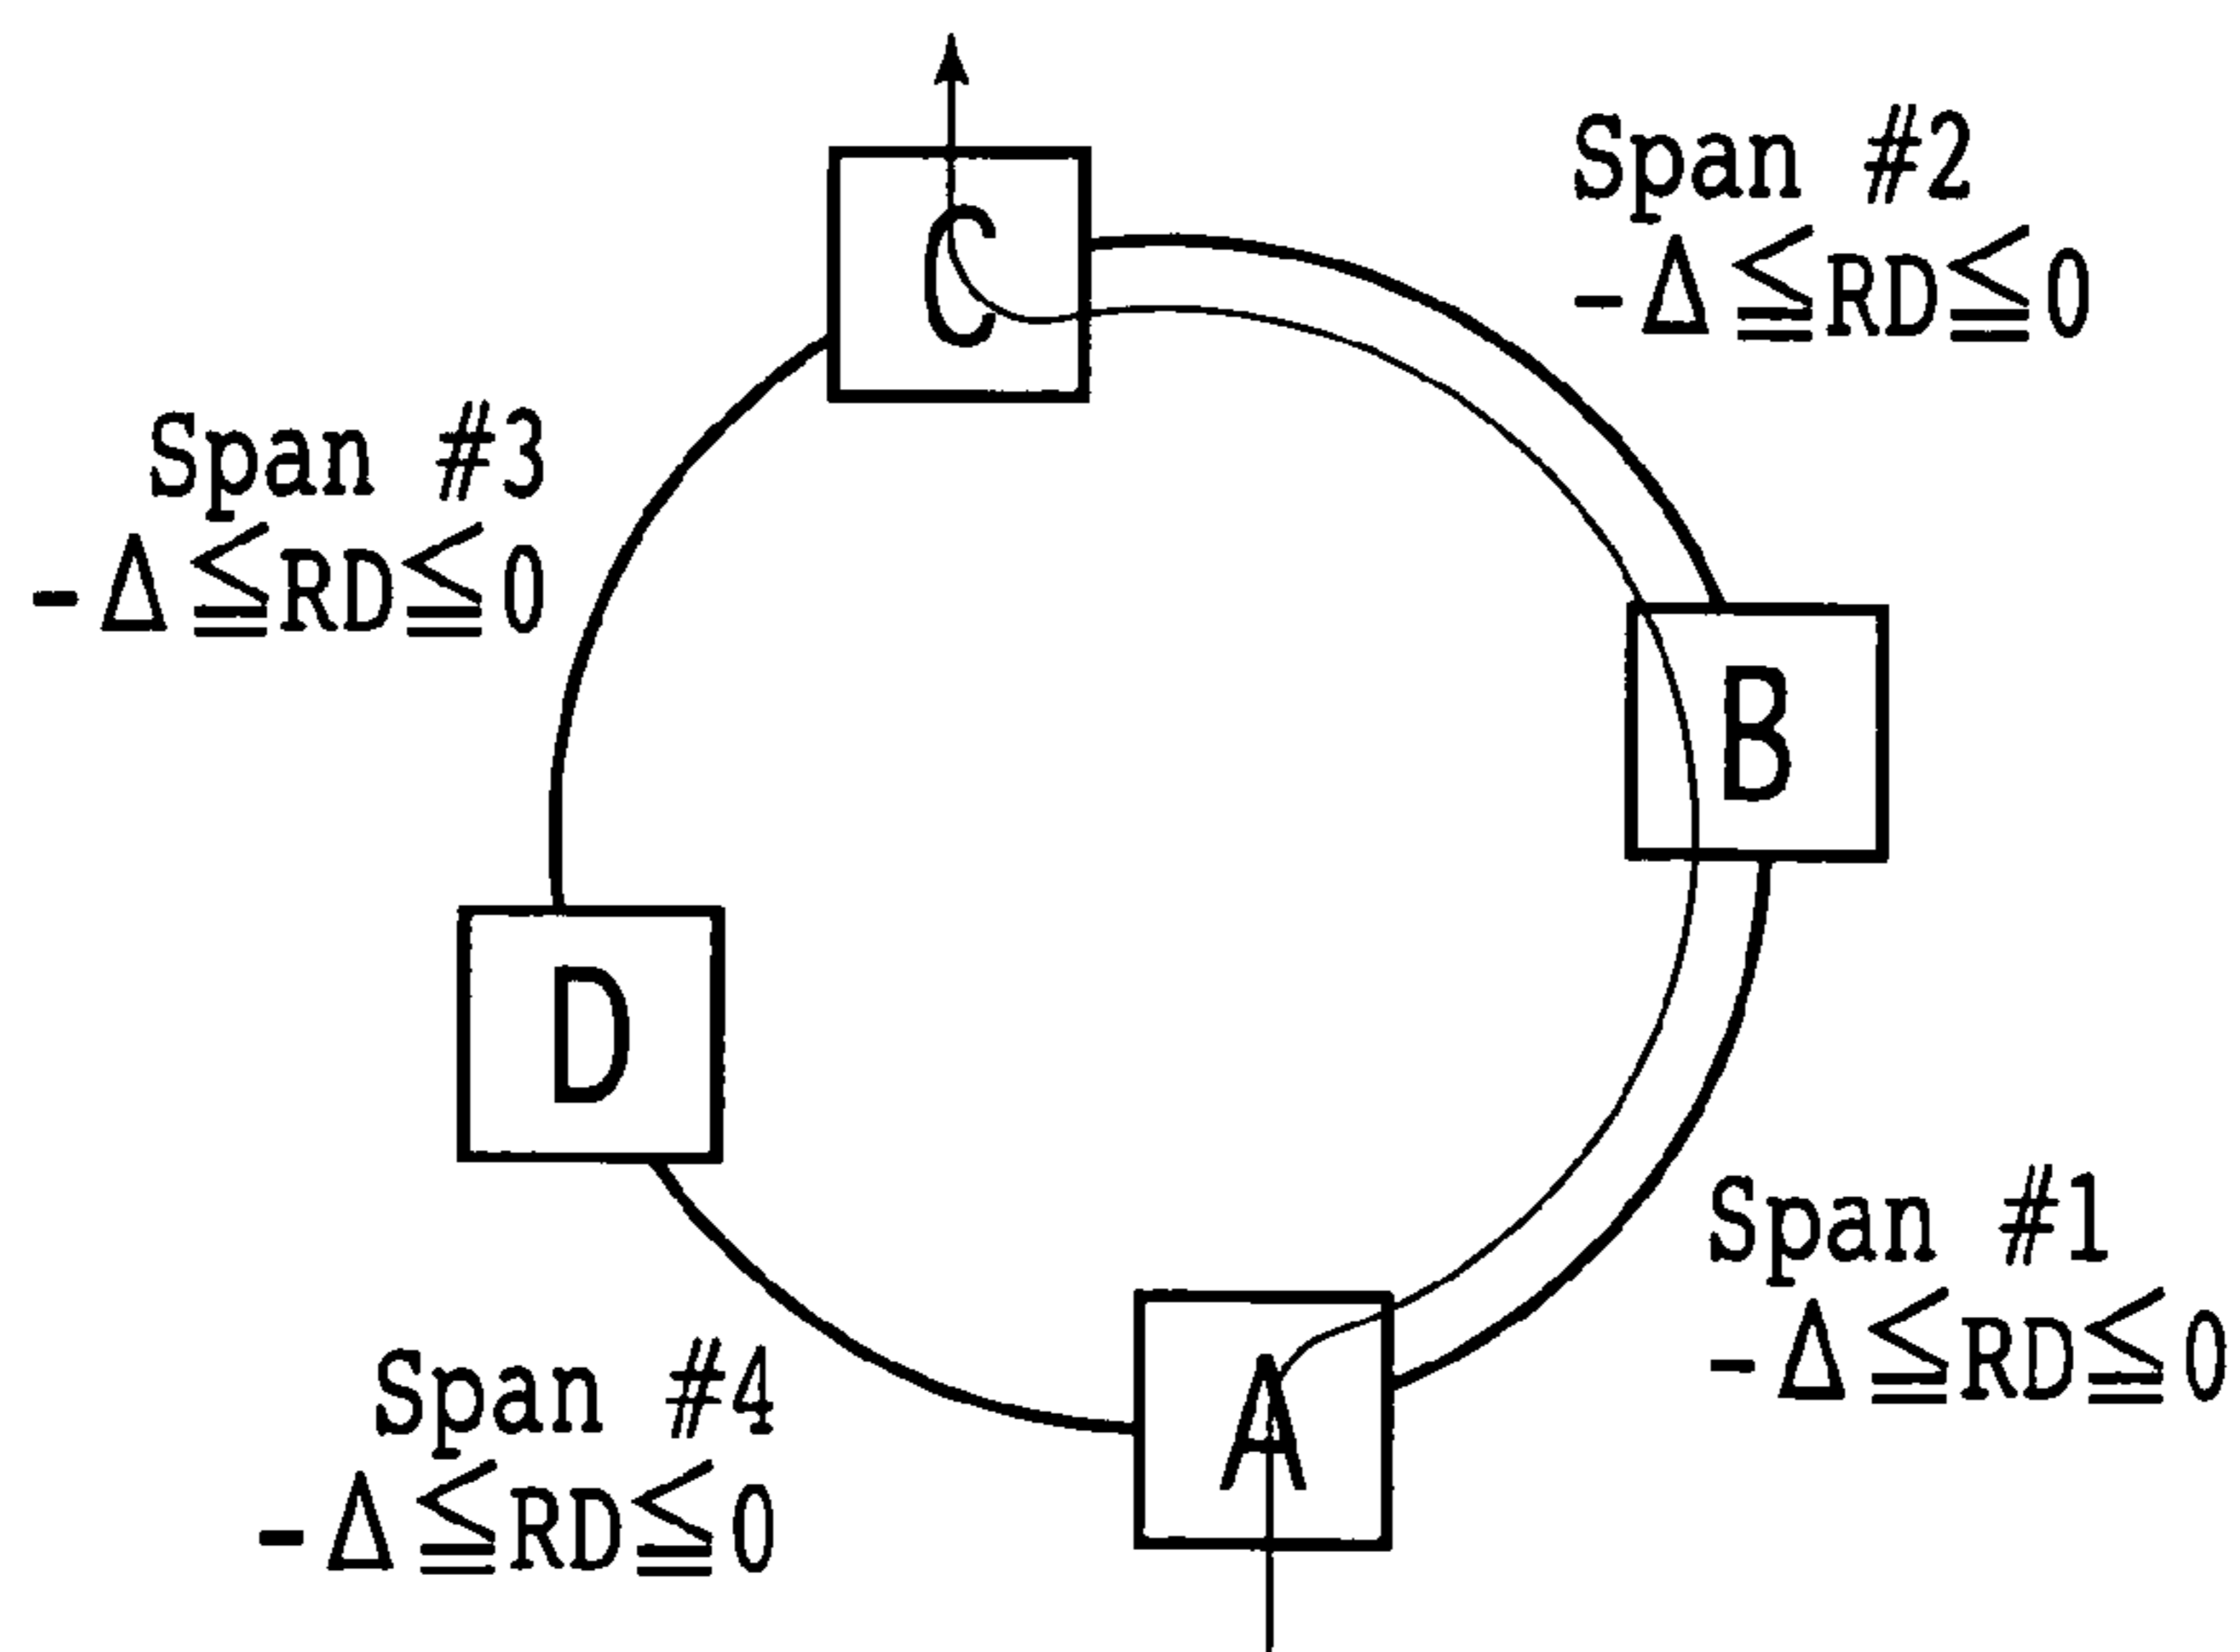 Span #2
-Δ≦RD≦0
C
Span #3
-Δ≦RD≦0
B
D
Span #1
-Δ≦RD≦0
Span #4
-Δ≦RD≦0
A